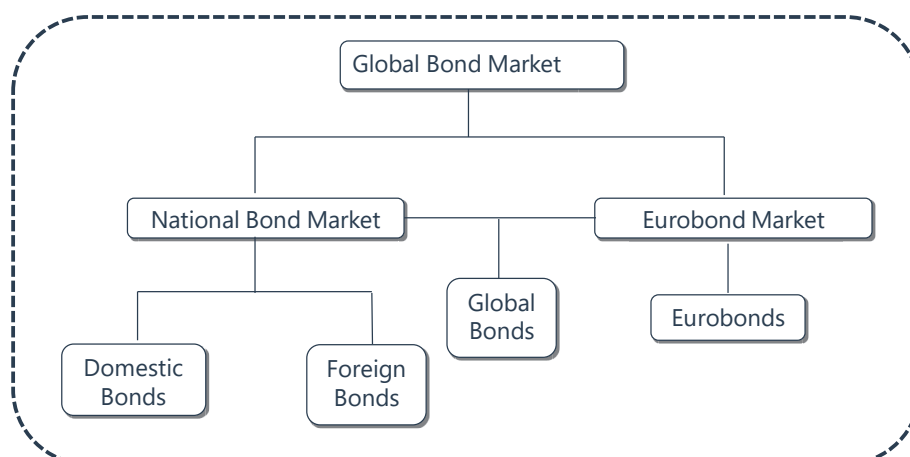 Global Bond Market
National Bond Market
Eurobond Market
Global
Bonds
Eurobonds
Domestic
Bonds
Foreign
Bonds